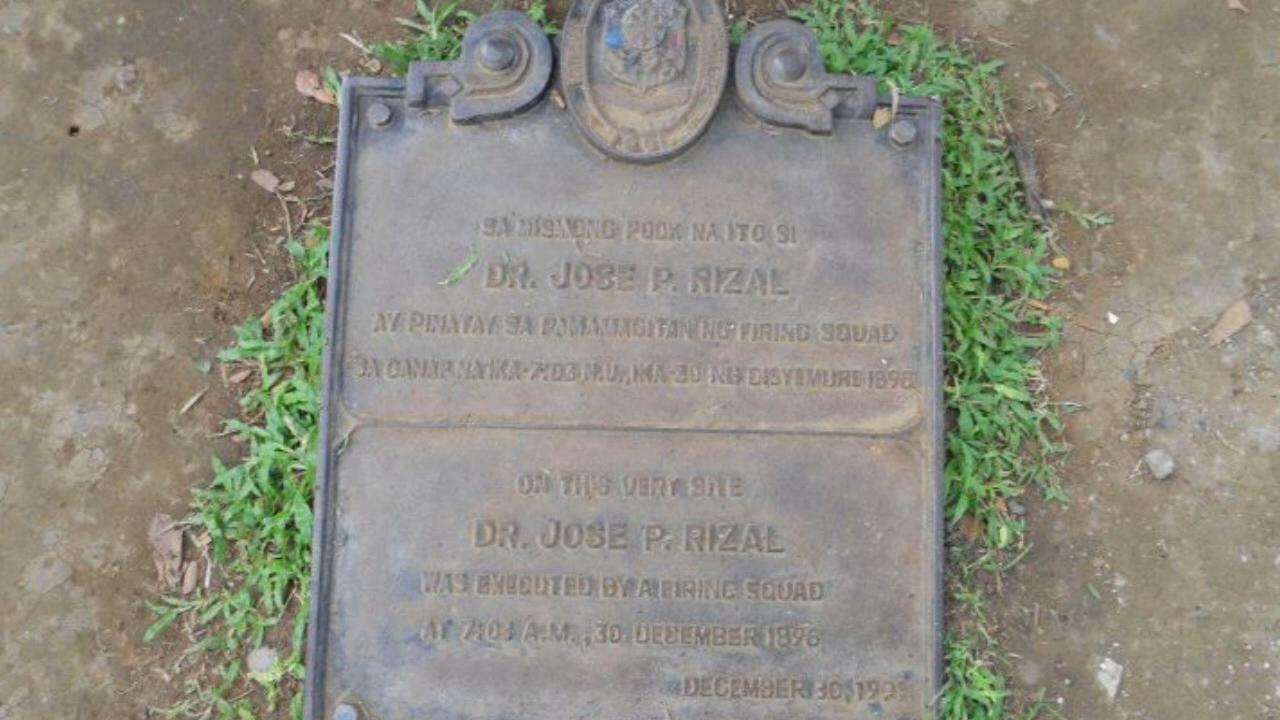 SA MISMONG POOK NA ITO SI
DR. JOSE P. RIZAL
AY PINATAY SA PAMAMAGITAN NG FIRING SQUAD
SA GANAP NA IKA-7:03 N.U., IKA-30 NG DISYEMBRE 1896
ON THIS VERY SITE
DR. JOSE P. RIZAL
WAS EXECUTED BY A FIRING SQUAD
AT 7:03 A.M., 30 DECEMBER 1896
DECEMBER 30,